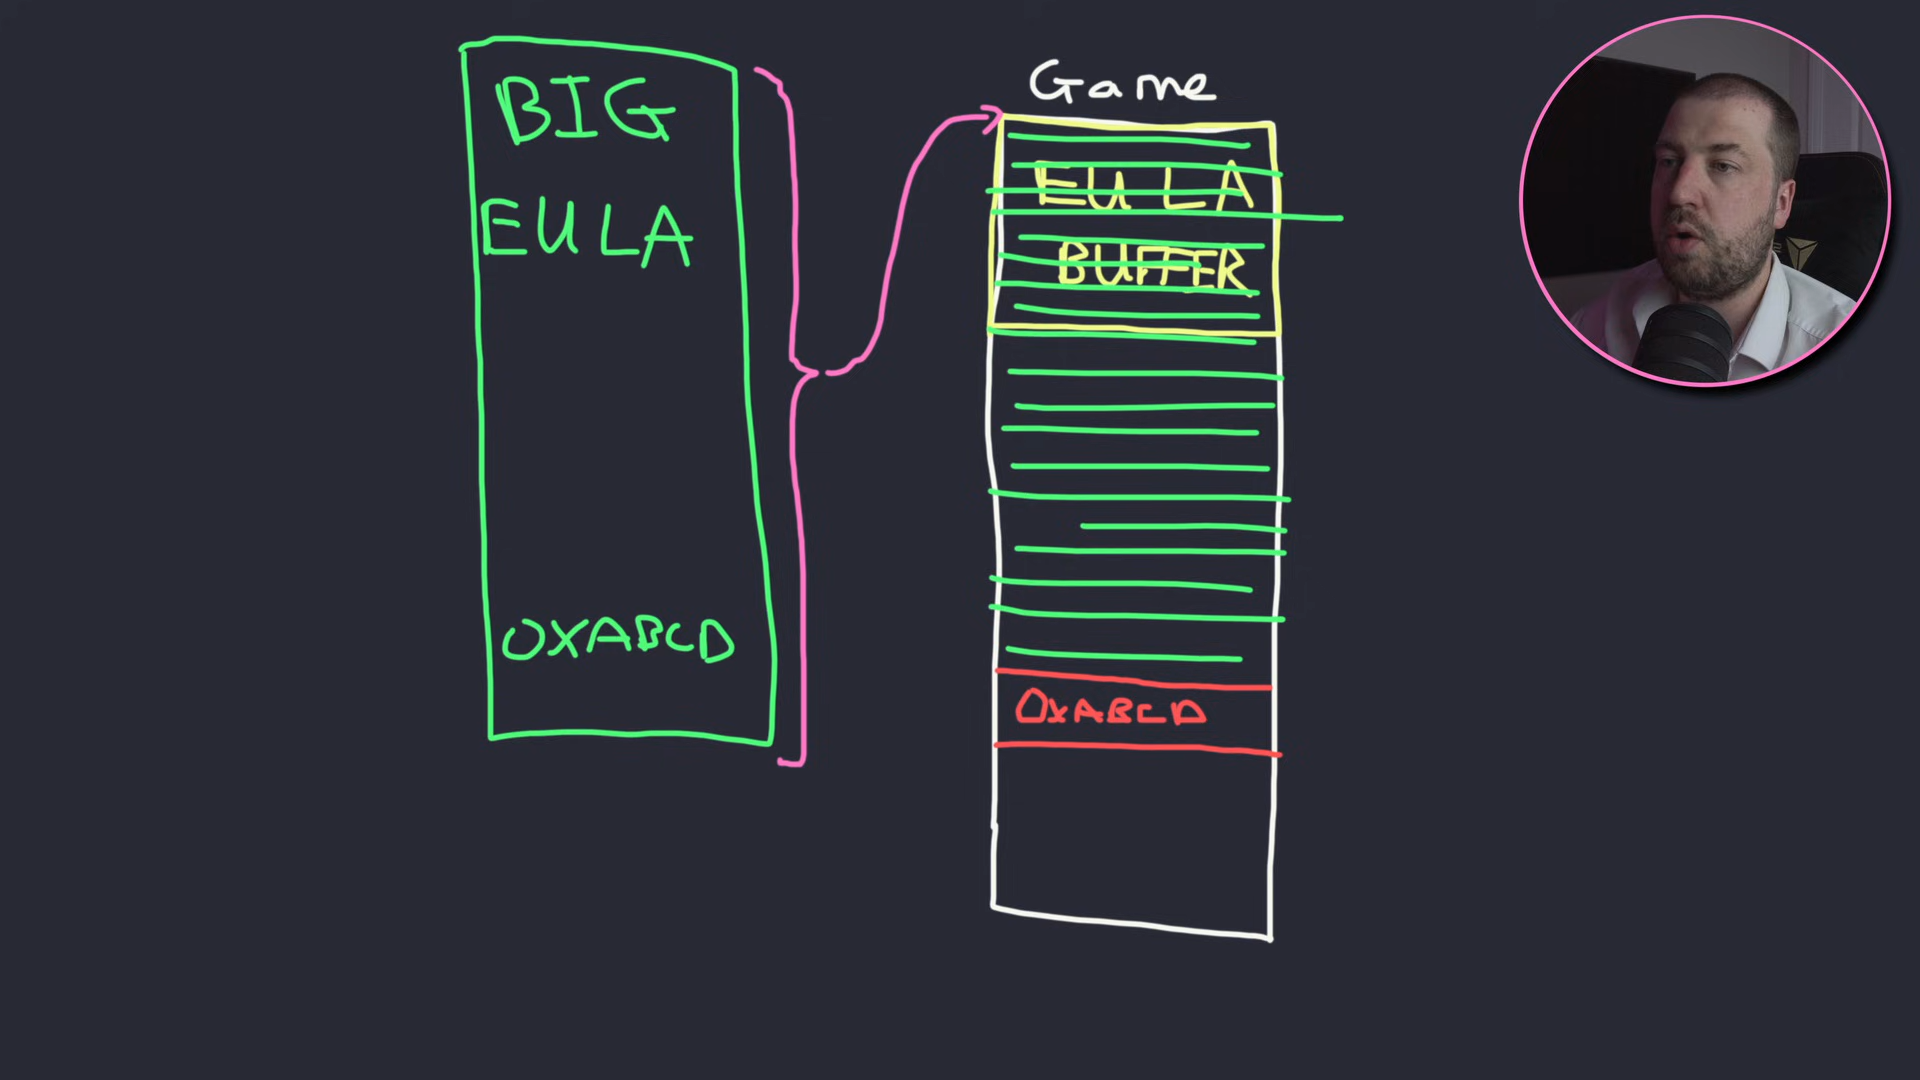 BIG
EULA
OXABCD
Game
EULA
BUFFER
OXABCD